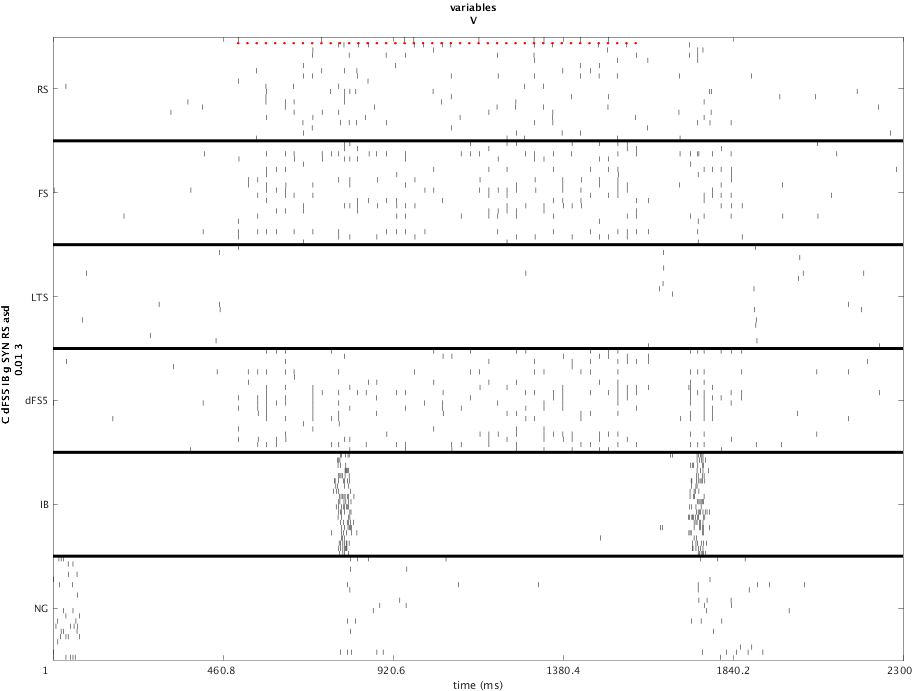 variables
V
RS
FS
LTS
dFS5
IB
NG
C dFS5 IB g SYN RS asd
0.01 3
1
460.8
920.6
1380.4
1840.2
2300
time (ms)